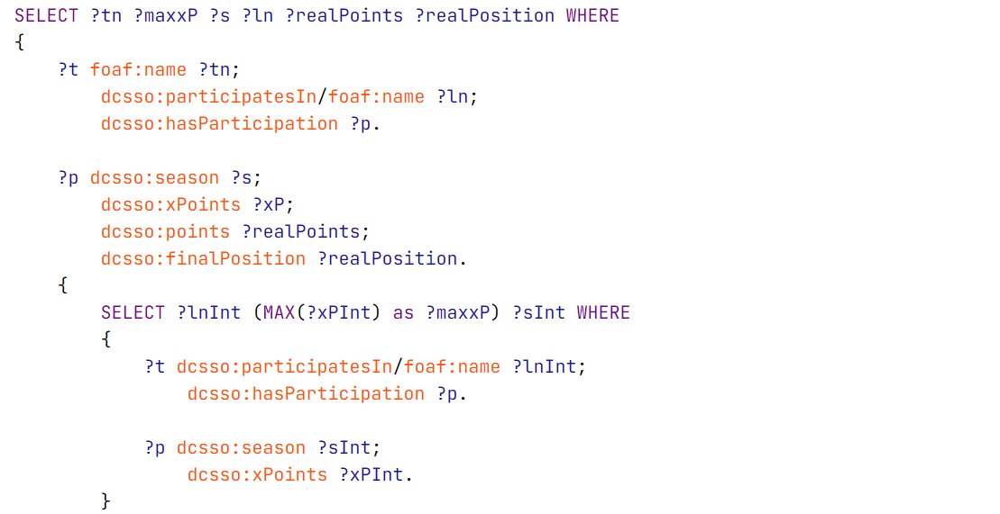 SELECT ?tn ?maxxP ?s ?ln ?realPoints ?realPosition WHERE
{
    ?t foaf:name ?tn;
        dcsso:participatesIn/foaf:name ?ln;
        dcsso:hasParticipation ?p.

    ?p dcsso:season ?s;
        dcsso:xPoints ?xP;
        dcsso:points ?realPoints;
        dcsso:finalPosition ?realPosition.
    {
        SELECT ?lnInt (MAX(?xPInt) as ?maxxP) ?sInt WHERE
        {
            ?t dcsso:participatesIn/foaf:name ?lnInt;
                dcsso:hasParticipation ?p.

            ?p dcsso:season ?sInt;
                dcsso:xPoints ?xPInt.
        }